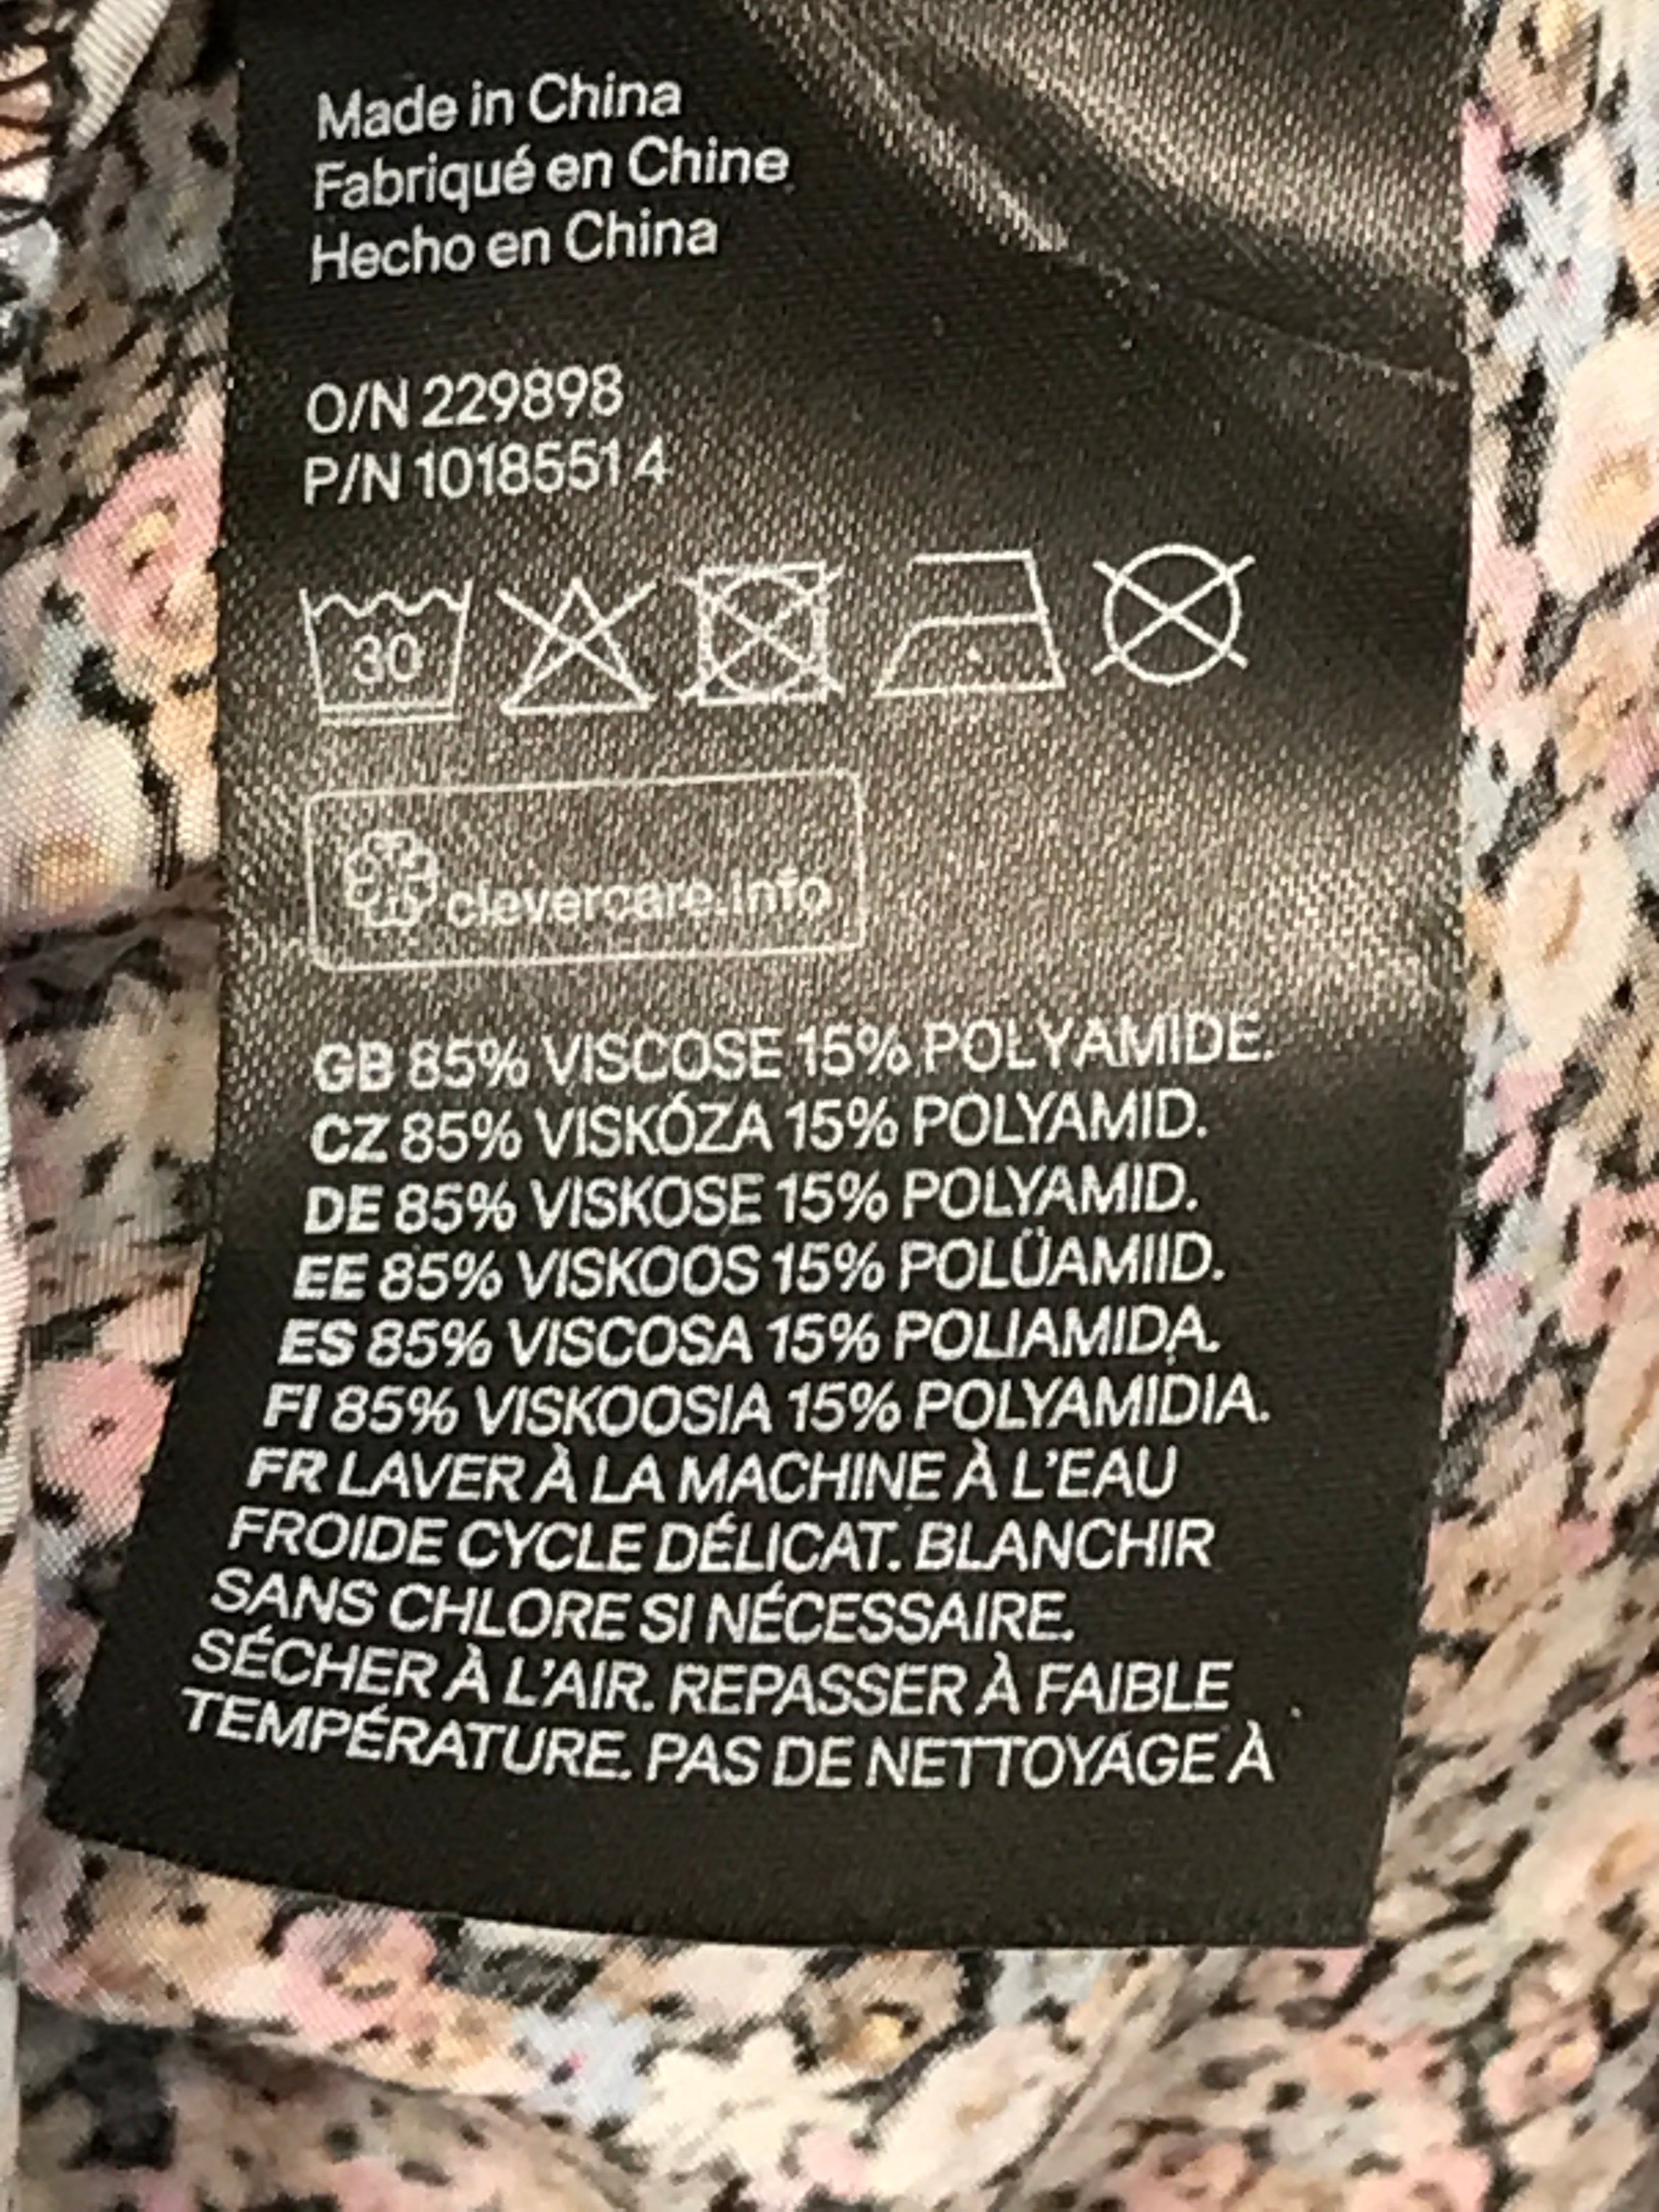 Made in China
Fabriqué en Chine
Hecho en China
O/N 229898
P/N 10185514
30
clevercare.info
GB 85% VISCOSE 15% POLYAMIDE.
CZ 85% VISKÓZA 15% POLYAMID.
DE 85% VISKOSE 15% POLYAMID.
EE 85% VISKOOS 15% POLÜAMIID.
ES 85% VISCOSA 15% POLIAMIDA.
FI 85% VISKOOSIA 15% POLYAMIDIA.
FR LAVER À LA MACHINE À L'EAU
FROIDE CYCLE DÉLICAT. BLANCHIR
SANS CHLORE SI NÉCESSAIRE.
SÉCHER À L'AIR. REPASSER À FAIBLE
TEMPÉRATURE. PAS DE NETTOYAGE À